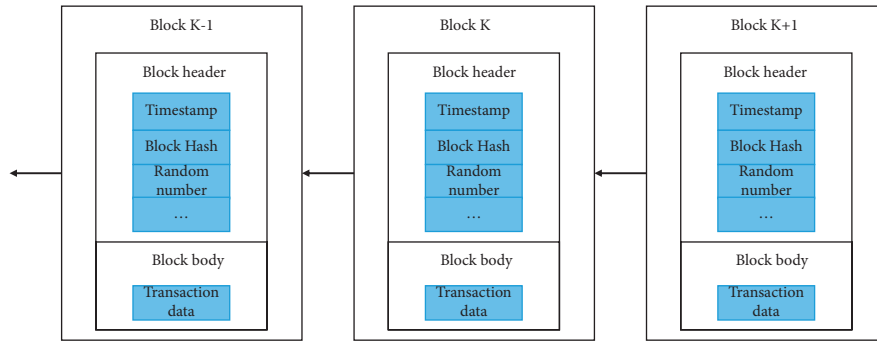 Block K-1
Block header
Timestamp
Block Hash
Random
number
…
Block body
Transaction
data
Block K
Block header
Timestamp
Block Hash
Random
number
…
Block body
Transaction
data
Block K+1
Block header
Timestamp
Block Hash
Random
number
…
Block body
Transaction
data